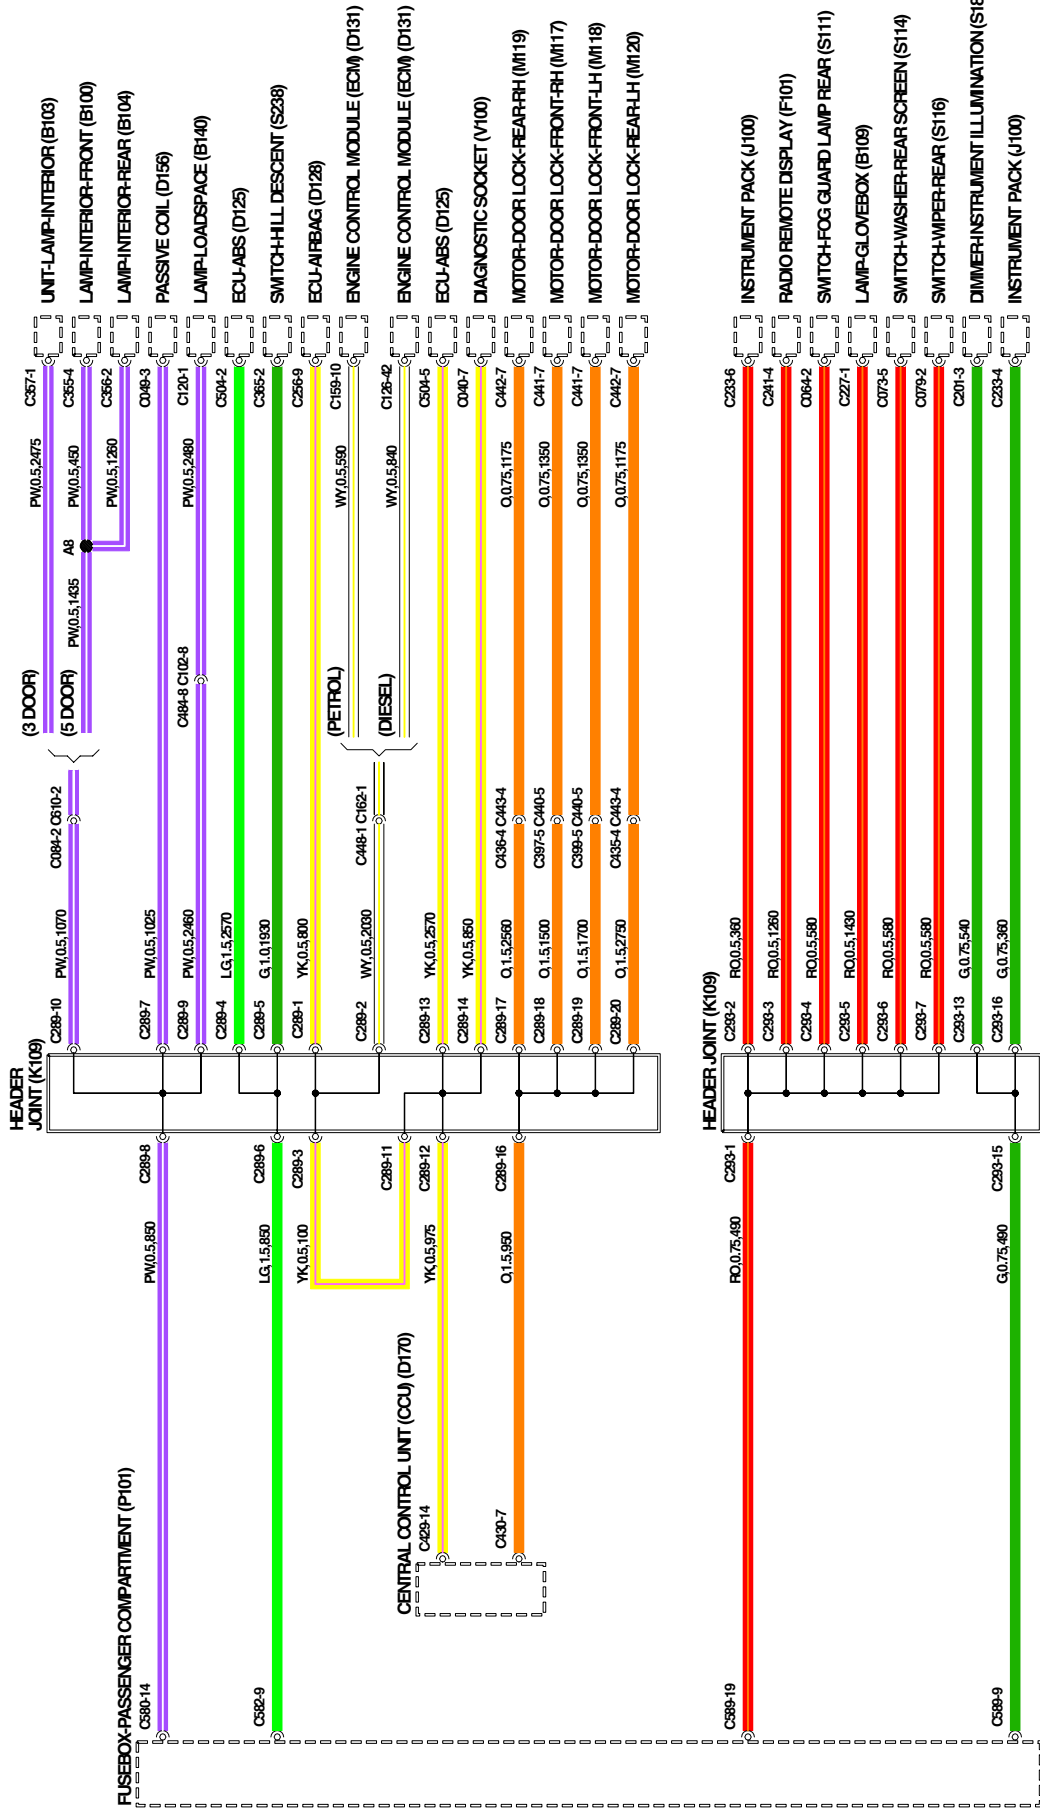 FUSEBOX-PASSENGER COMPARTMENT (P101)
C580-14
PW,0.5,850
C289-8
C582-9
LG,1.5,850
C289-6
YK,0.5,100
C289-3
C289-11
CENTRAL CONTROL UNIT (CCU) (D170)
C429-14
YK,0.5,975
C289-12
C430-7
O,1.5,950
C289-16
HEADER
JOINT (K109)
C289-10
PW,0.5,1070
C084-2 C610-2
(3 DOOR)
PW,0.5,2475
C357-1
UNIT-LAMP-INTERIOR (B103)
(5 DOOR)
PW,0.5,1435
A8
PW,0.5,450
C355-4
LAMP-INTERIOR-FRONT (B100)
PW,0.5,1260
C356-2
LAMP-INTERIOR-REAR (B104)
C289-7
PW,0.5,1025
C049-3
PASSIVE COIL (D156)
C289-9
PW,0.5,2460
C484-8 C102-8
PW,0.5,2480
C120-1
LAMP-LOADSPACE (B140)
C289-4
LG,1.5,2570
C504-2
ECU-ABS (D125)
C289-5
G,1.0,1930
C365-2
SWITCH-HILL DESCENT (S238)
C289-1
YK,0.5,800
C256-9
ECU-AIRBAG (D128)
C289-2
WY,0.5,2030
C448-1 C162-1
(PETROL)
WY,0.5,590
C159-10
ENGINE CONTROL MODULE (ECM) (D131)
(DIESEL)
WY,0.5,840
C126-42
ENGINE CONTROL MODULE (ECM) (D131)
C289-13
YK,0.5,2570
C504-5
ECU-ABS (D125)
C289-14
YK,0.5,850
C040-7
DIAGNOSTIC SOCKET (V100)
C289-17
O,1.5,2560
C436-4 C443-4
O,0.75,1175
C442-7
MOTOR-DOOR LOCK-REAR-RH (M119)
C289-18
O,1.5,1500
C397-5 C440-5
O,0.75,1350
C441-7
MOTOR-DOOR LOCK-FRONT-RH (M117)
C289-19
O,1.5,1700
C399-5 C440-5
O,0.75,1350
C441-7
MOTOR-DOOR LOCK-FRONT-LH (M118)
C289-20
O,1.5,2750
C435-4 C443-4
O,0.75,1175
C442-7
MOTOR-DOOR LOCK-REAR-LH (M120)
C589-19
RO,0.75,490
C293-1
C589-9
G,0.75,490
C293-15
HEADER JOINT (K109)
C293-2
RO,0.5,360
C233-6
INSTRUMENT PACK (J100)
C293-3
RO,0.5,1260
C241-4
RADIO REMOTE DISPLAY (F101)
C293-4
RO,0.5,580
C064-2
SWITCH-FOG GUARD LAMP REAR (S111)
C293-5
RO,0.5,1430
C227-1
LAMP-GLOVEBOX (B109)
C293-6
RO,0.5,580
C073-5
SWITCH-WASHER-REAR SCREEN (S114)
C293-7
RO,0.5,580
C079-2
SWITCH-WIPER-REAR (S116)
C293-13
G,0.75,540
C201-3
DIMMER-INSTRUMENT ILLUMINATION
C293-16
G,0.75,360
C233-4
INSTRUMENT PACK (J100)